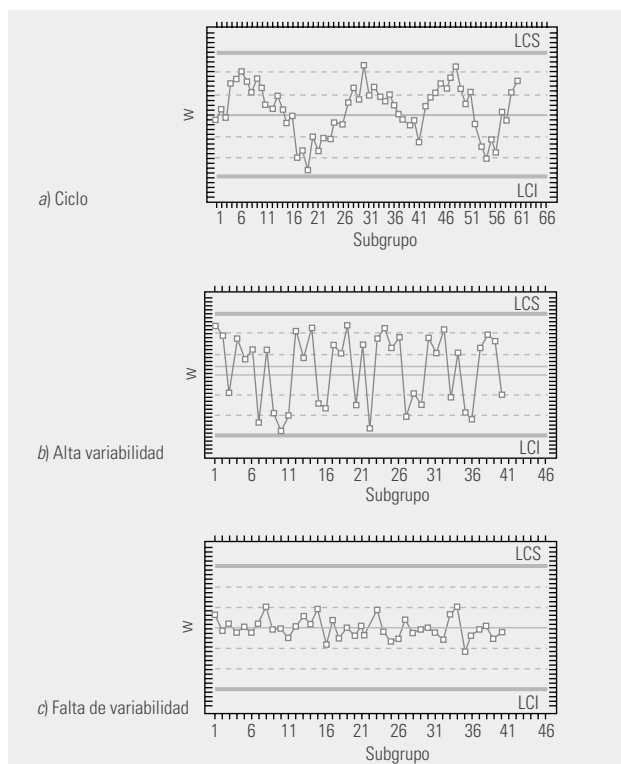 LCS
W
LCI
a) Ciclo
1 6 11 16 21 26 31 36 41 46 51 56 61 66
Subgrupo
LCS
W
LCI
b) Alta variabilidad
1 6 11 16 21 26 31 36 41 46
Subgrupo
LCS
W
c) Falta de variabilidad
LCI
1 6 11 16 21 26 31 36 41 46
Subgrupo